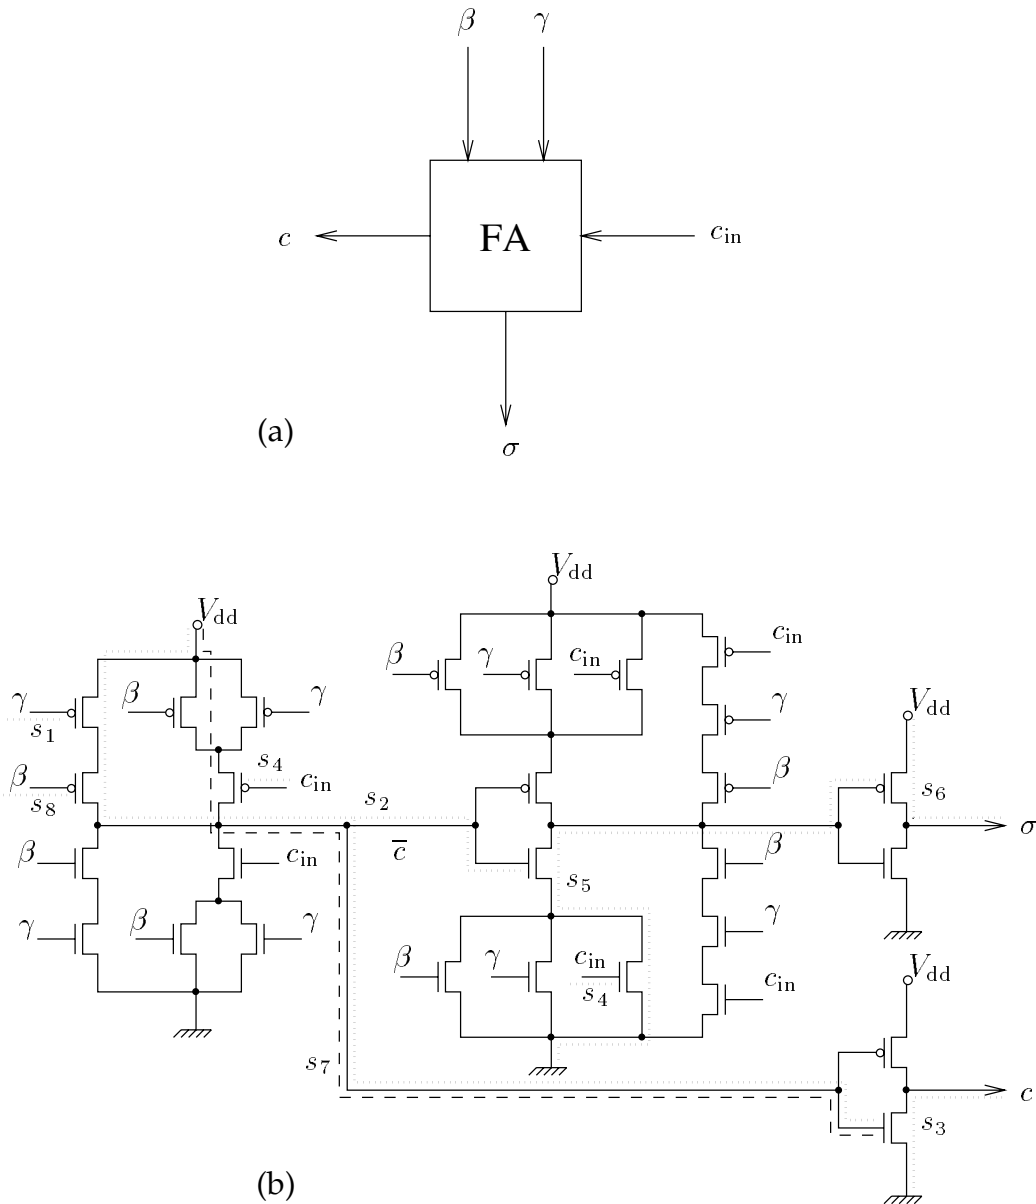 β γ
c FA c_in
σ
(a)
V_dd
V_dd
β γ c_in c_in
γ β γ V_dd
s_1 γ
s_4
β c_in β s_6
s_8 s_2
c̅ σ
β c_in s_5 β
γ β γ γ
β γ c_in c_in V_dd
s_4
s_7
c
s_3
(b)